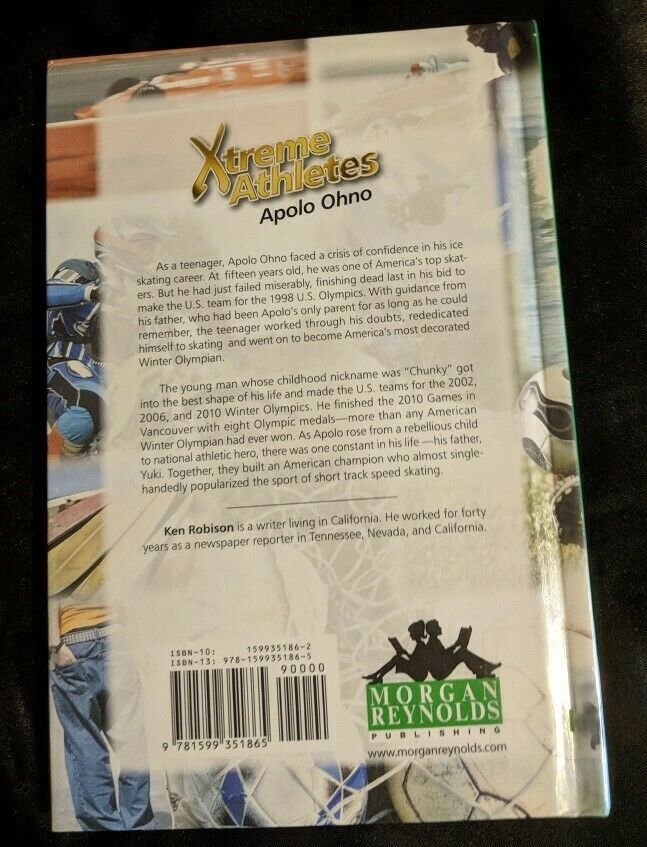 Xtreme
Athletes
Apolo Ohno
As a teenager, Apolo Ohno faced a crisis of confidence in his ice
skating career. At fifteen years old, he was one of America's top skat-
ers. But he had just failed miserably, finishing dead last in his bid to
make the U.S. team for the 1998 U.S. Olympics. With guidance from
his father, who had been Apolo's only parent for as long as he could
remember, the teenager worked through his doubts, rededicated
himself to skating and went on to become America's most decorated
Winter Olympian.
The young man whose childhood nickname was "Chunky" got
into the best shape of his life and made the U.S. teams for the 2002,
2006, and 2010 Winter Olympics. He finished the 2010 Games in
Vancouver with eight Olympic medals—more than any American
Winter Olympian had ever won. As Apolo rose from a rebellious child
to national athletic hero, there was one constant in his life —his father,
Yuki. Together, they built an American champion who almost single-
handedly popularized the sport of short track speed skating.
Ken Robison is a writer living in California. He worked for forty
years as a newspaper reporter in Tennessee, Nevada, and California.
ISBN-10: 159935186-2
ISBN-13: 978-159935186-5
90000
9 781599 351865
MORGAN
REYNOLDS
PUBLISHING
www.morganreynolds.com